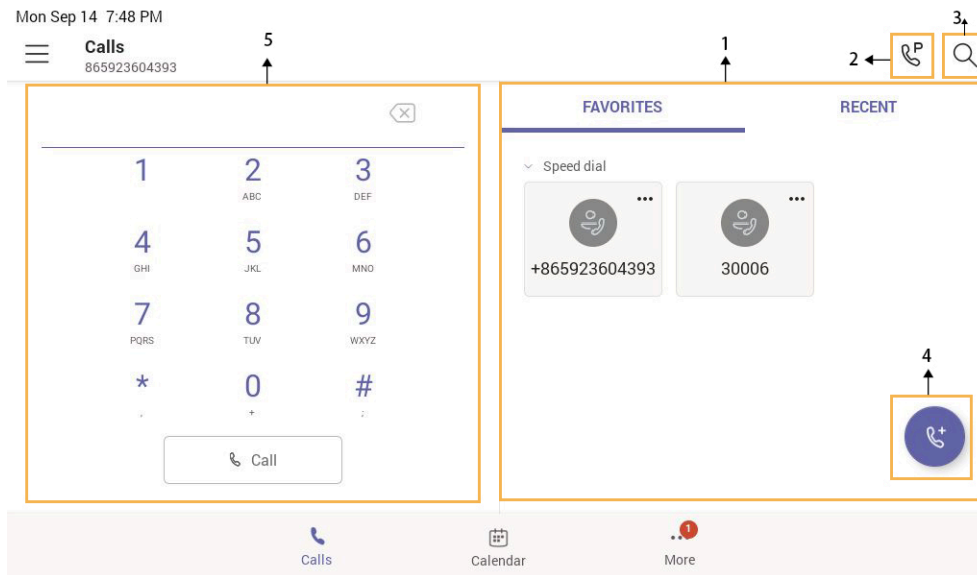 Mon Sep 14 7:48 PM
Calls
865923604393
5
1
2
P
3
FAVORITES
RECENT
1
2
ABC
3
DEF
4
GHI
5
JKL
6
MNO
7
PQRS
8
TUV
9
WXYZ
*
,
0
+
#
;
Call
Speed dial
+865923604393
30006
4
Calls
Calendar
1
More